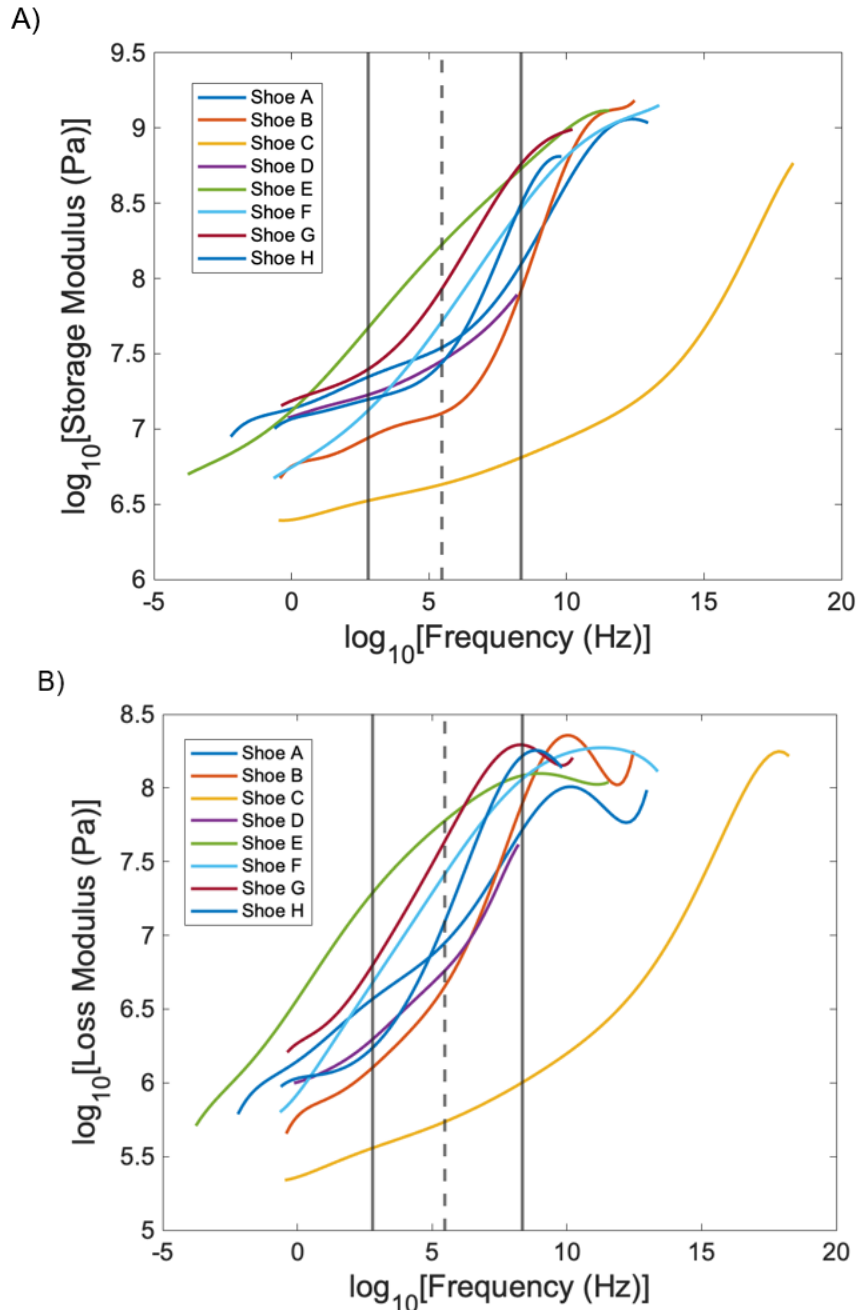 A)
log10[Storage Modulus (Pa)]
9.5
9
8.5
8
7.5
7
6.5
6
Shoe A
Shoe B
Shoe C
Shoe D
Shoe E
Shoe F
Shoe G
Shoe H
-5
0
5
10
15
20
log10[Frequency (Hz)]
B)
log10[Loss Modulus (Pa)]
8.5
8
7.5
7
6.5
6
5.5
5
Shoe A
Shoe B
Shoe C
Shoe D
Shoe E
Shoe F
Shoe G
Shoe H
-5
0
5
10
15
20
log10[Frequency (Hz)]